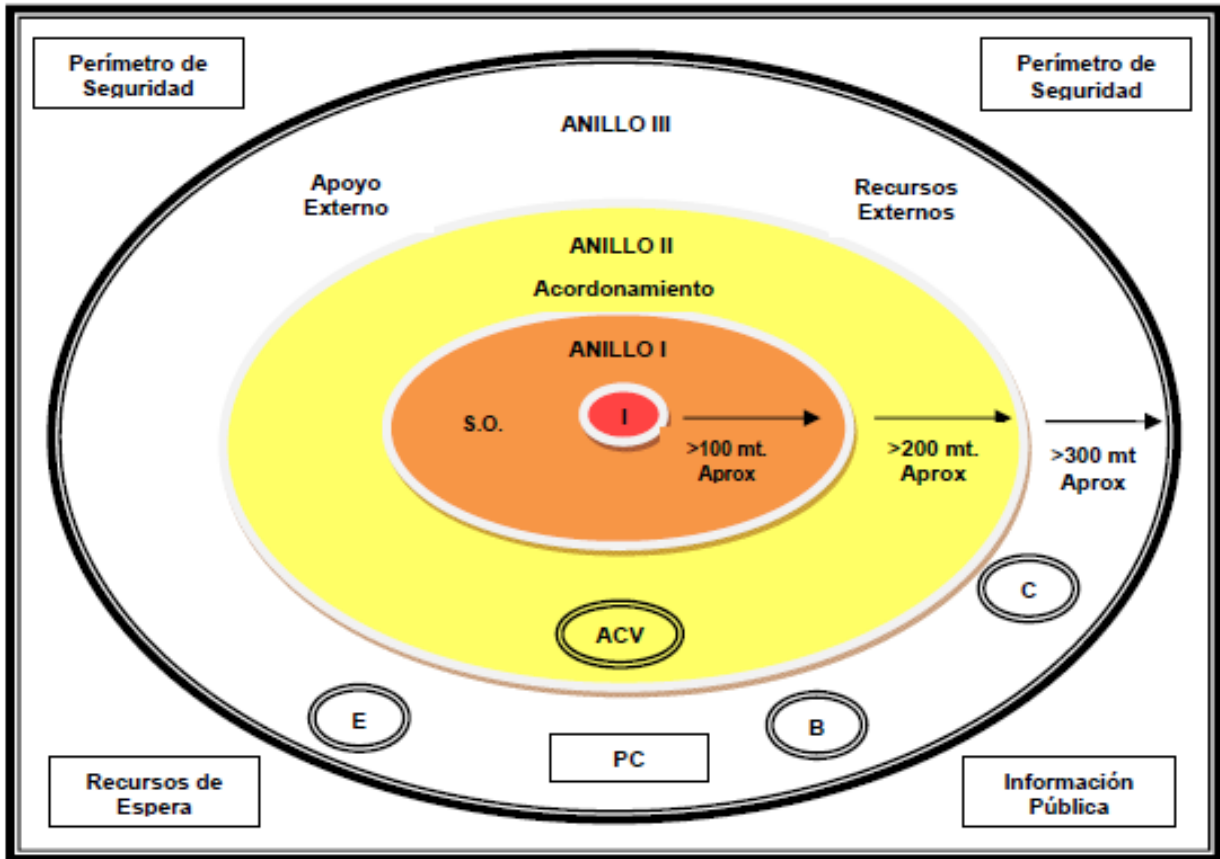 Perímetro de
Seguridad
Perímetro de
Seguridad
ANILLO III
Apoyo
Externo
Recursos
Externos
ANILLO II
Acordonamiento
ANILLO I
I
S.O.
>100 mt.
Aprox
>200 mt.
Aprox
>300 mt
Aprox
C
ACV
E
B
PC
Recursos de
Espera
Información
Pública